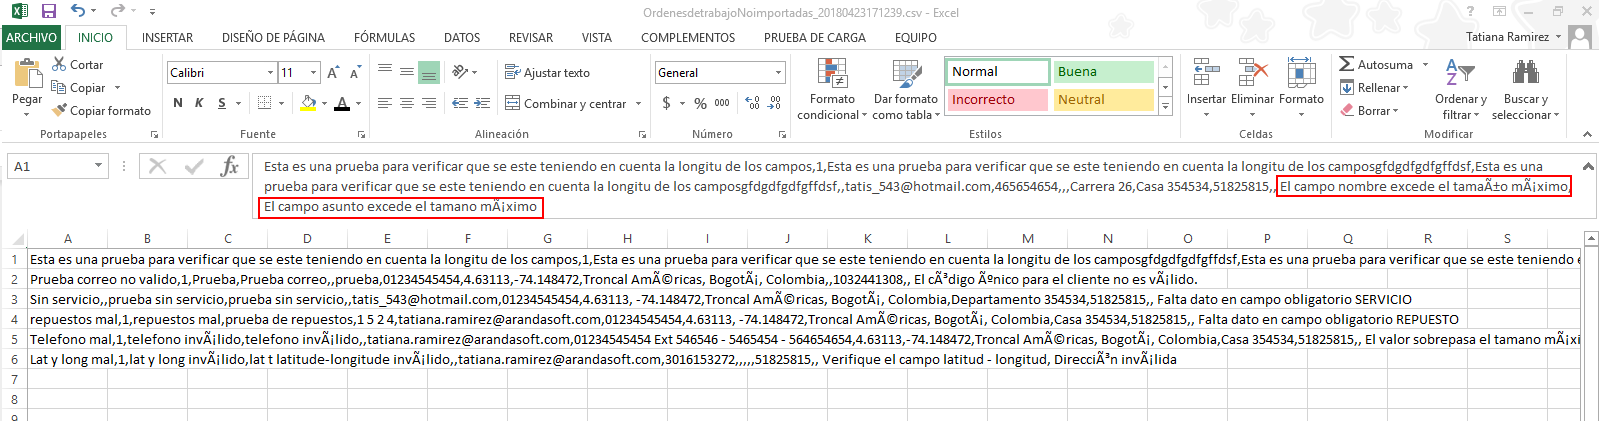 OrdenesdetrabajoNoimportadas_20180423171239.csv - Excel
ARCHIVO INICIO INSERTAR DISEÑO DE PÁGINA FÓRMULAS DATOS REVISAR VISTA COMPLEMENTOS PRUEBA DE CARGA EQUIPO Tatiana Ramirez
Pegar
Cortar
Copiar
Copiar formato
Portapapeles
Calibri 11 A A
N K S A
Fuente
Ajustar texto
Combinar y centrar
Alineación
General
$ % 000
Número
Formato condicional
Dar formato como tabla
Normal Buena
Incorrecto Neutral
Estilos
Insertar Eliminar Formato
Celdas
Autosuma
Rellenar
Borrar
Ordenar y filtrar
Buscar y seleccionar
Modificar
A1
fx
Esta es una prueba para verificar que se este teniendo en cuenta la longitu de los campos,1,Esta es una prueba para verificar que se este teniendo en cuenta la longitu de los camposgfdgdfgdfgffdsf,Esta es una
prueba para verificar que se este teniendo en cuenta la longitu de los camposgfdgdfgdfgffdsf,,tatis_543@hotmail.com,465654654,,,Carrera 26,Casa 354534,51825815,, El campo nombre excede el tamaÃ±o mÃ¡ximo,
El campo asunto excede el tamano mÃ¡ximo
A B C D E F G H I J K L M N O P Q R S
1 Esta es una prueba para verificar que se este teniendo en cuenta la longitu de los campos,1,Esta es una prueba para verificar que se este teniendo en cuenta la longitu de los camposgfdgdfgdfgffdsf,Esta es una prueba para verificar que se este teniendo e
2 Prueba correo no valido,1,Prueba,Prueba correo,,prueba,01234545454,4.63113,-74.148472,Troncal AmÃ©ricas, BogotÃ¡, Colombia,,1032441308,, El cÃ³digo Ãºnico para el cliente no es vÃ¡lido.
3 Sin servicio,,prueba sin servicio,prueba sin servicio,,tatis_543@hotmail.com,01234545454,4.63113, -74.148472,Troncal AmÃ©ricas, BogotÃ¡, Colombia,Departamento 354534,51825815,, Falta dato en campo obligatorio SERVICIO
4 repuestos mal,1,repuestos mal,prueba de repuestos,1 5 2 4,tatiana.ramirez@arandasoft.com,01234545454,4.63113, -74.148472,Troncal AmÃ©ricas, BogotÃ¡, Colombia,Casa 354534,51825815,, Falta dato en campo obligatorio REPUESTO
5 Telefono mal,1,telefono invÃ¡lido,telefono invÃ¡lido,,tatiana.ramirez@arandasoft.com,01234545454 Ext 546546 - 5465454 - 564654654,4.63113,-74.148472,Troncal AmÃ©ricas, BogotÃ¡, Colombia,Casa 354534,51825815,, El valor sobrepasa el tamano mÃ¡xi
6 Lat y long mal,1,lat y long invÃ¡lido,lat t latitude-longitude invÃ¡lido,,tatiana.ramirez@arandasoft.com,3016153272,,,,,51825815,, Verifique el campo latitud - longitud, DirecciÃ³n invÃ¡lida
7
8
9